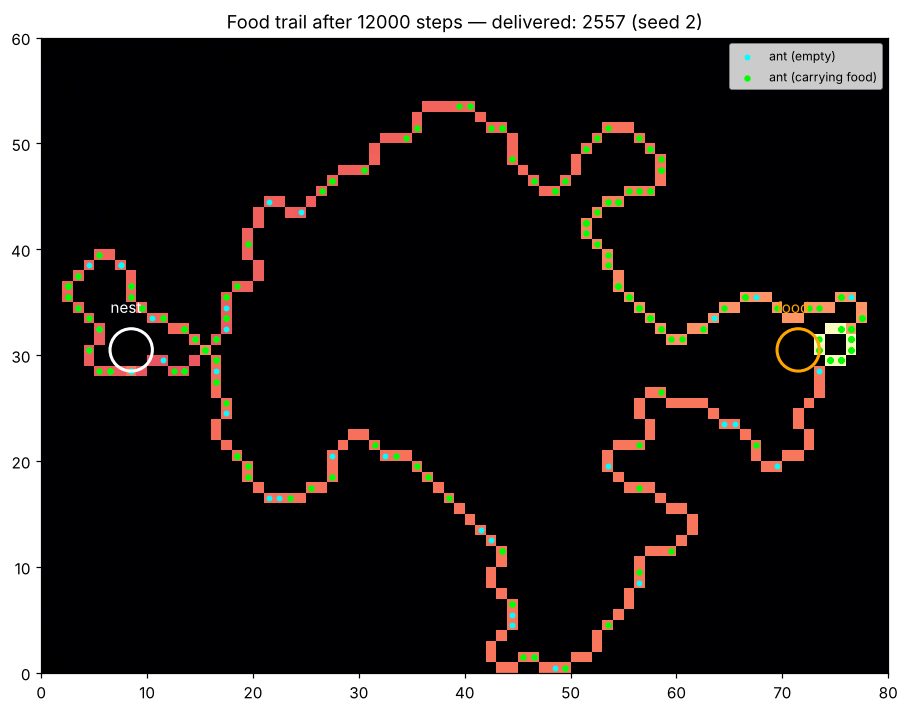 Food trail after 12000 steps — delivered: 2557 (seed 2)
ant (empty)
ant (carrying food)
nest
food
60
50
40
30
20
10
0
0 10 20 30 40 50 60 70 80